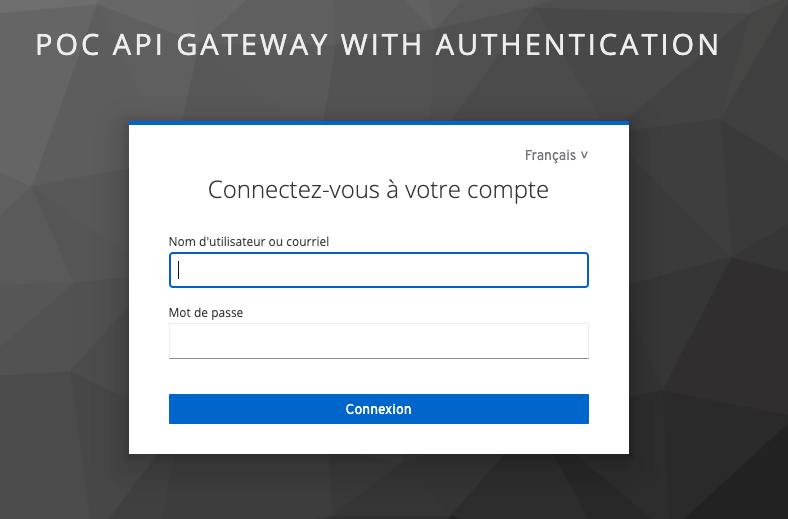 POC API GATEWAY WITH AUTHENTICATION
Français
Connectez-vous à votre compte
Nom d'utilisateur ou courriel
Mot de passe
Connexion